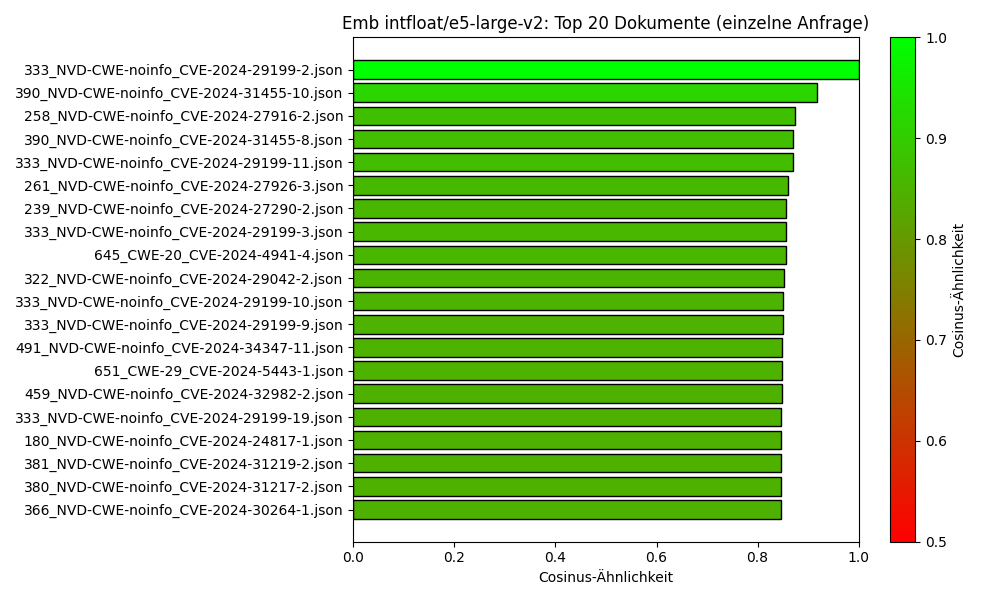 Emb intfloat/e5-large-v2: Top 20 Dokumente (einzelne Anfrage)
333_NVD-CWE-noinfo_CVE-2024-29199-2.json
390_NVD-CWE-noinfo_CVE-2024-31455-10.json
258_NVD-CWE-noinfo_CVE-2024-27916-2.json
390_NVD-CWE-noinfo_CVE-2024-31455-8.json
333_NVD-CWE-noinfo_CVE-2024-29199-11.json
261_NVD-CWE-noinfo_CVE-2024-27926-3.json
239_NVD-CWE-noinfo_CVE-2024-27290-2.json
333_NVD-CWE-noinfo_CVE-2024-29199-3.json
645_CWE-20_CVE-2024-4941-4.json
322_NVD-CWE-noinfo_CVE-2024-29042-2.json
333_NVD-CWE-noinfo_CVE-2024-29199-10.json
333_NVD-CWE-noinfo_CVE-2024-29199-9.json
491_NVD-CWE-noinfo_CVE-2024-34347-11.json
651_CWE-29_CVE-2024-5443-1.json
459_NVD-CWE-noinfo_CVE-2024-32982-2.json
333_NVD-CWE-noinfo_CVE-2024-29199-19.json
180_NVD-CWE-noinfo_CVE-2024-24817-1.json
381_NVD-CWE-noinfo_CVE-2024-31219-2.json
380_NVD-CWE-noinfo_CVE-2024-31217-2.json
366_NVD-CWE-noinfo_CVE-2024-30264-1.json
0.0 0.2 0.4 0.6 0.8 1.0
Cosinus-Ähnlichkeit
1.0
0.9
0.8
0.7
0.6
0.5
Cosinus-Ähnlichkeit